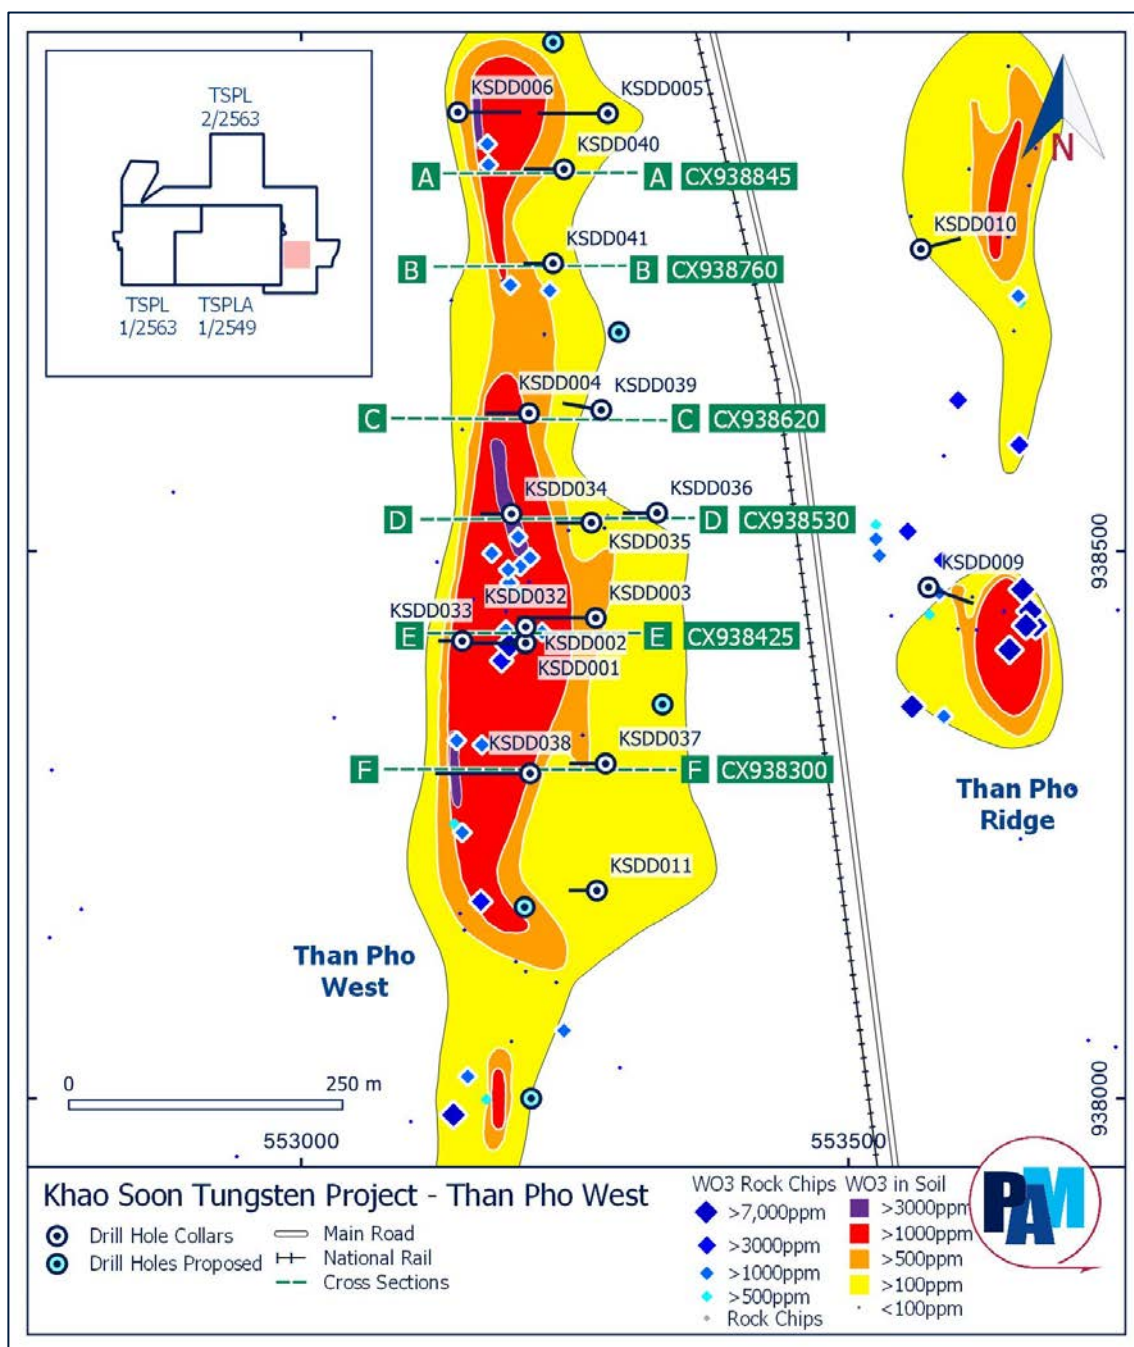 TSPL
2/2563
TSPL
1/2563
TSPLA
1/2549
KSDD006
KSDD005
N
KSDD040
A
A
CX938845
KSDD010
KSDD041
B
B
CX938760
KSDD004
KSDD039
C
C
CX938620
KSDD034
KSDD036
D
D
CX938530
KSDD035
938500
KSDD009
KSDD032
KSDD003
KSDD033
E
E
CX938425
KSDD002
KSDD001
KSDD038
KSDD037
F
F
CX938300
Than Pho
Ridge
KSDD011
Than Pho
West
0
250 m
938000
553000
553500
Khao Soon Tungsten Project - Than Pho West
Drill Hole Collars
Drill Holes Proposed
Main Road
National Rail
Cross Sections
WO3 Rock Chips
>7,000ppm
>3000ppm
>1000ppm
>500ppm
Rock Chips
WO3 in Soil
>3000ppm
>1000ppm
>500ppm
>100ppm
<100ppm
PAM